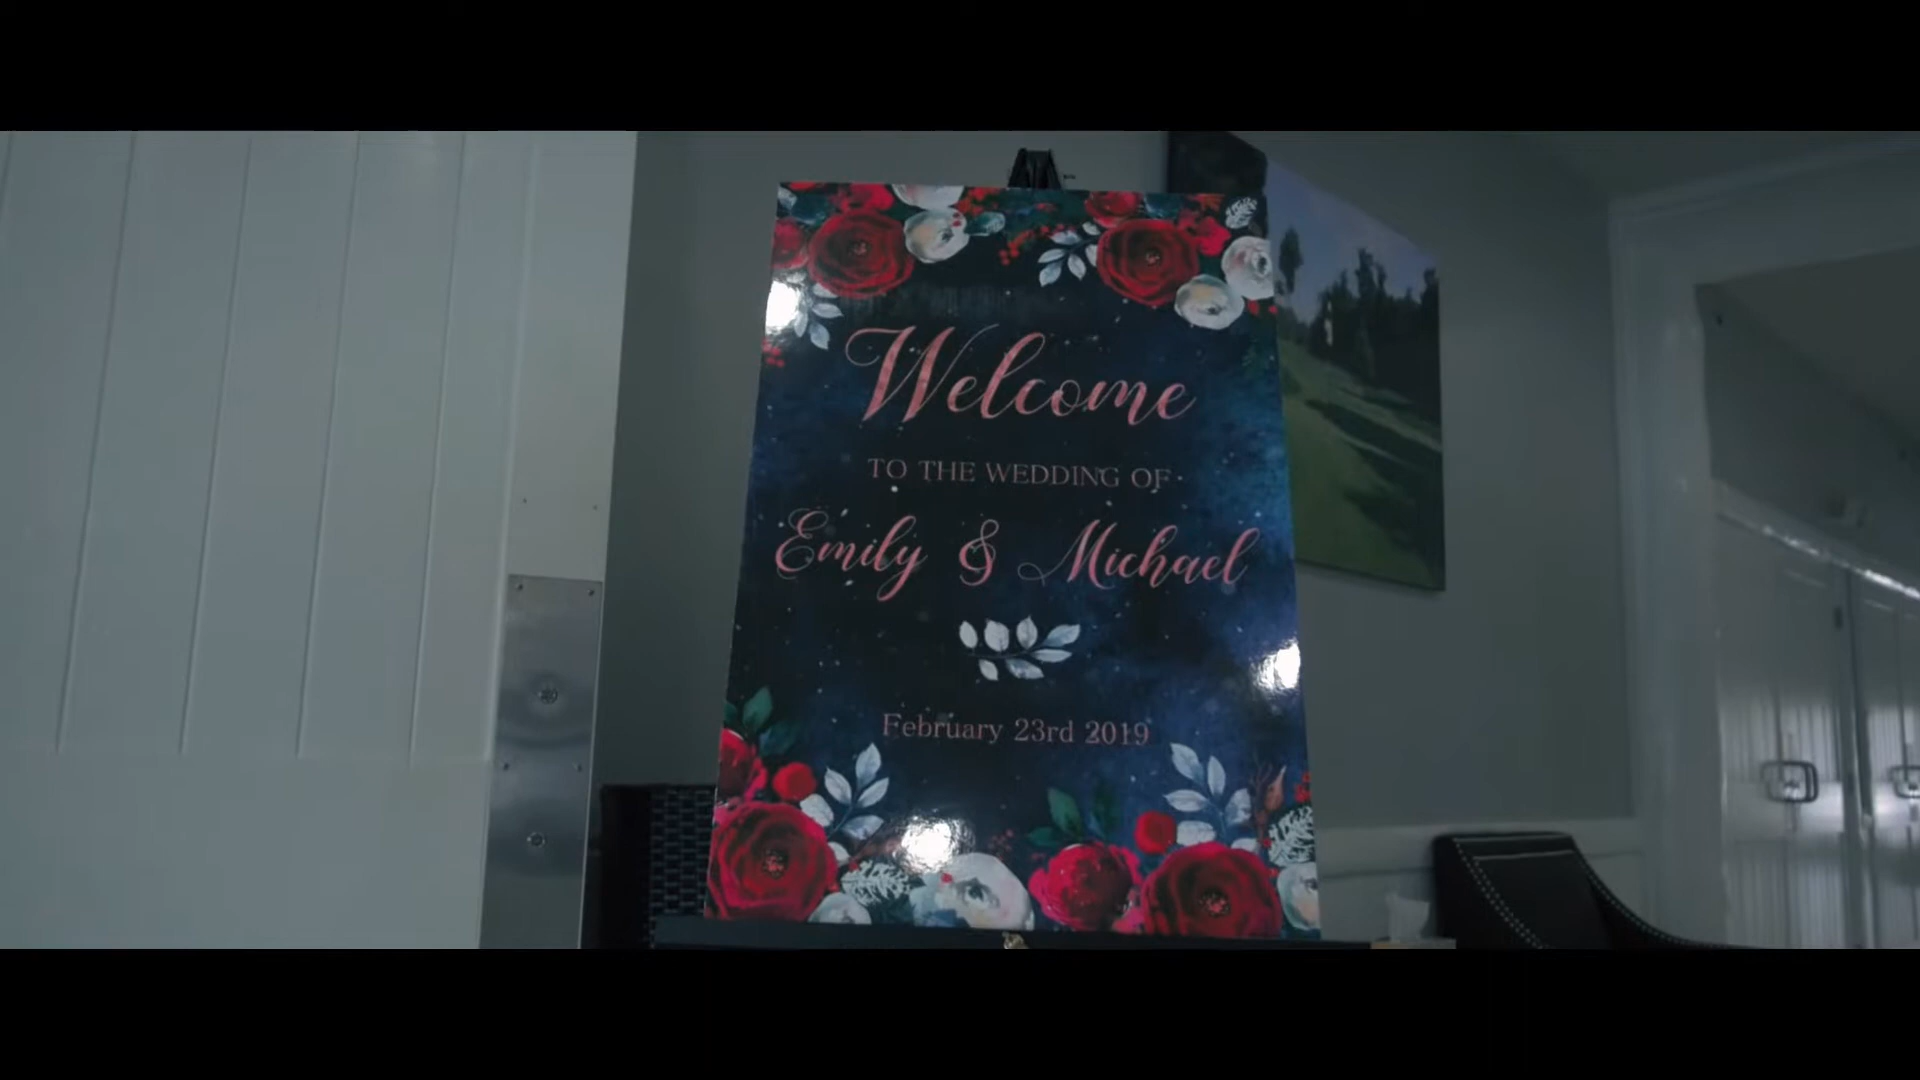 Welcome
TO THE WEDDING OF
Emily & Michael
February 23rd 2019